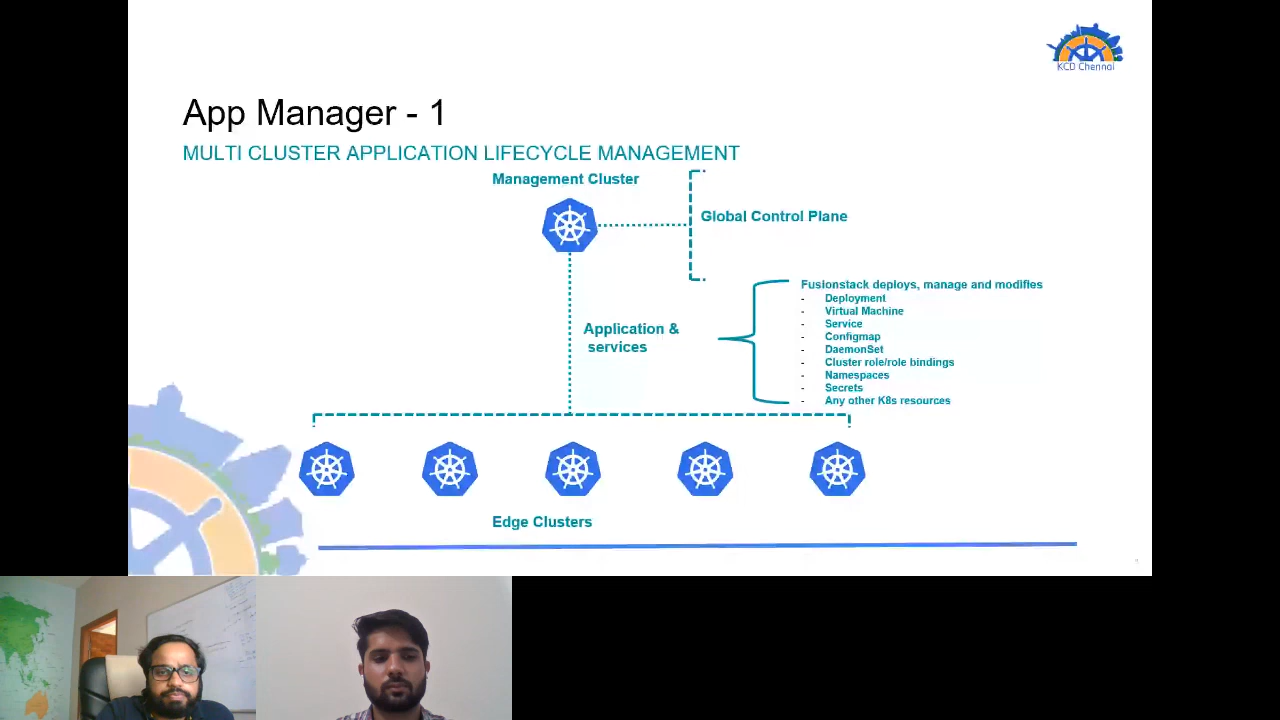 KCD Chennai
App Manager - 1
MULTI CLUSTER APPLICATION LIFECYCLE MANAGEMENT
Management Cluster
Global Control Plane
Fusionstack deploys, manage and modifies
- Deployment
- Virtual Machine
- Service
- Configmap
- DaemonSet
- Cluster role/role bindings
- Namespaces
- Secrets
- Any other K8s resources
Application &
services
Edge Clusters